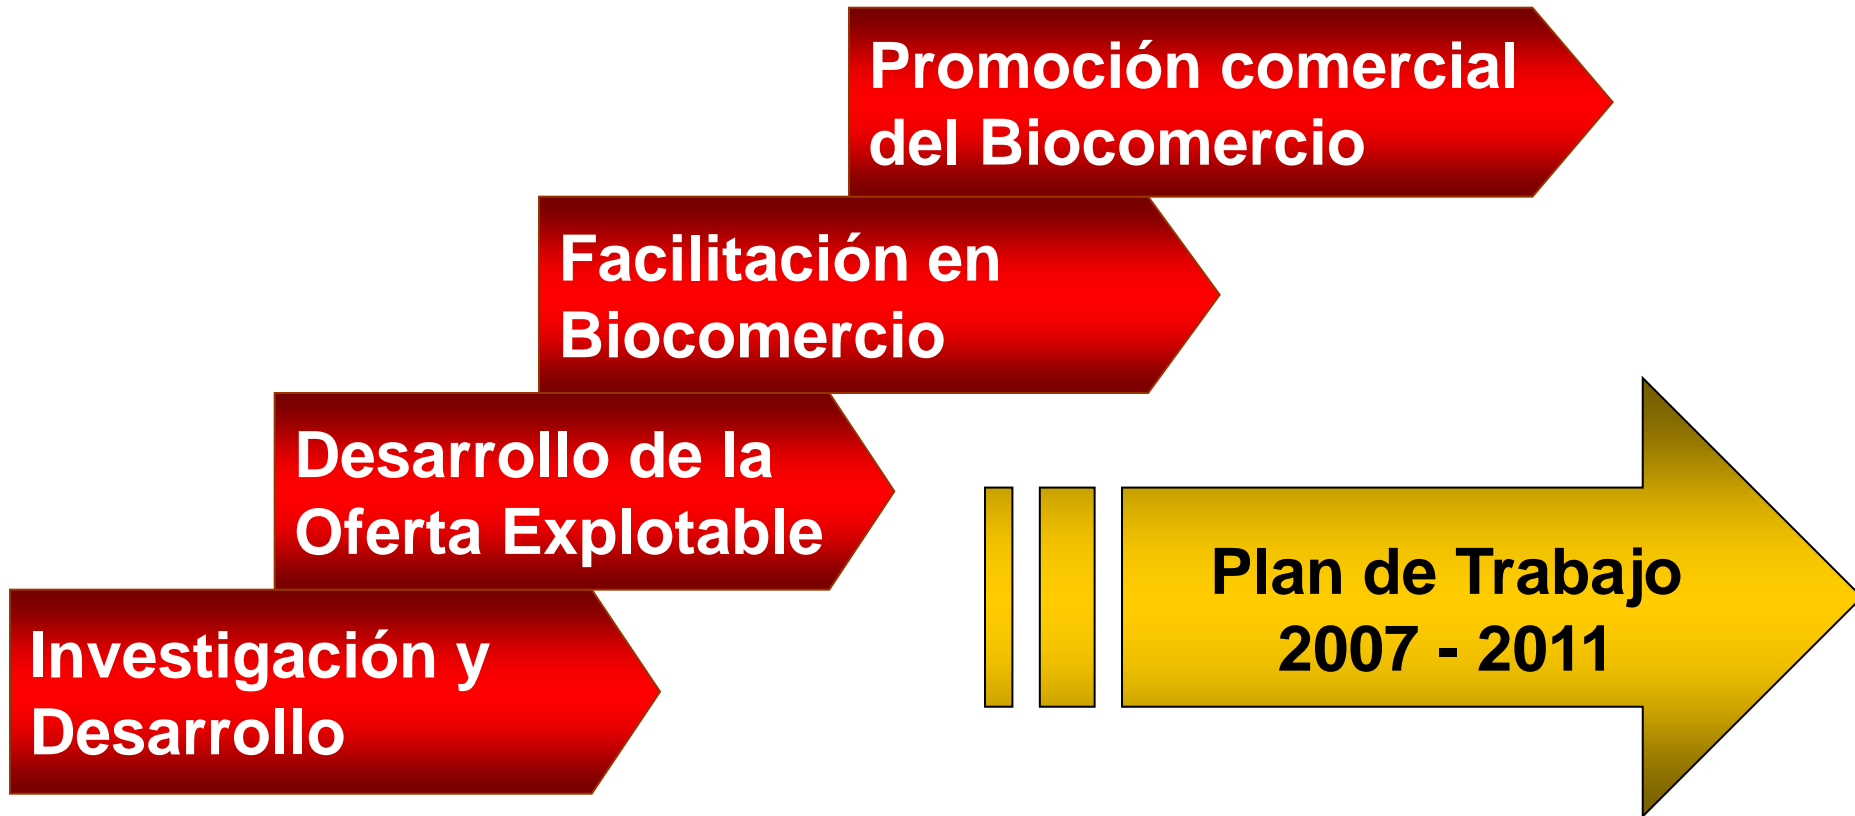 Promoción comercial
del Biocomercio
Facilitación en
Biocomercio
Desarrollo de la
Oferta Explotable
Investigación y
Desarrollo
Plan de Trabajo
2007 - 2011